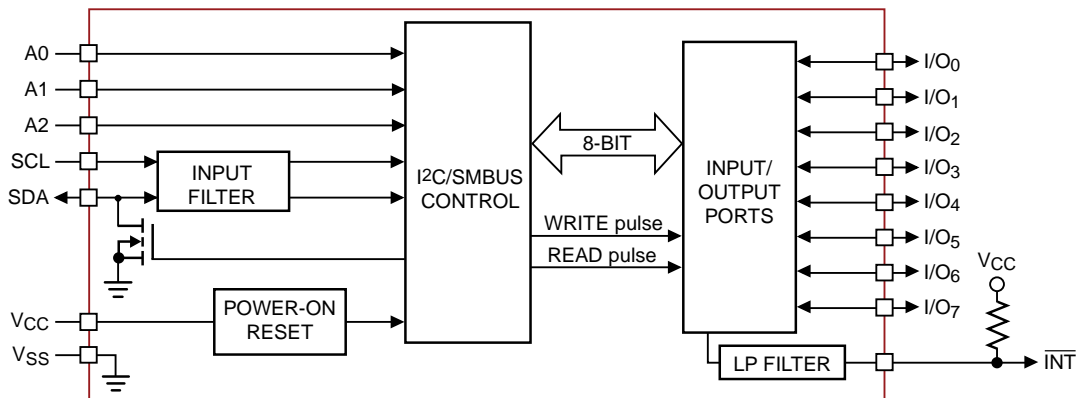 A0
A1
A2
SCL
SDA
VCC
VSS
INPUT
FILTER
POWER-ON
RESET
I²C/SMBUS
CONTROL
8-BIT
WRITE pulse
READ pulse
INPUT/
OUTPUT
PORTS
LP FILTER
I/O₀
I/O₁
I/O₂
I/O₃
I/O₄
I/O₅
I/O₆
I/O₇
VCC
INT